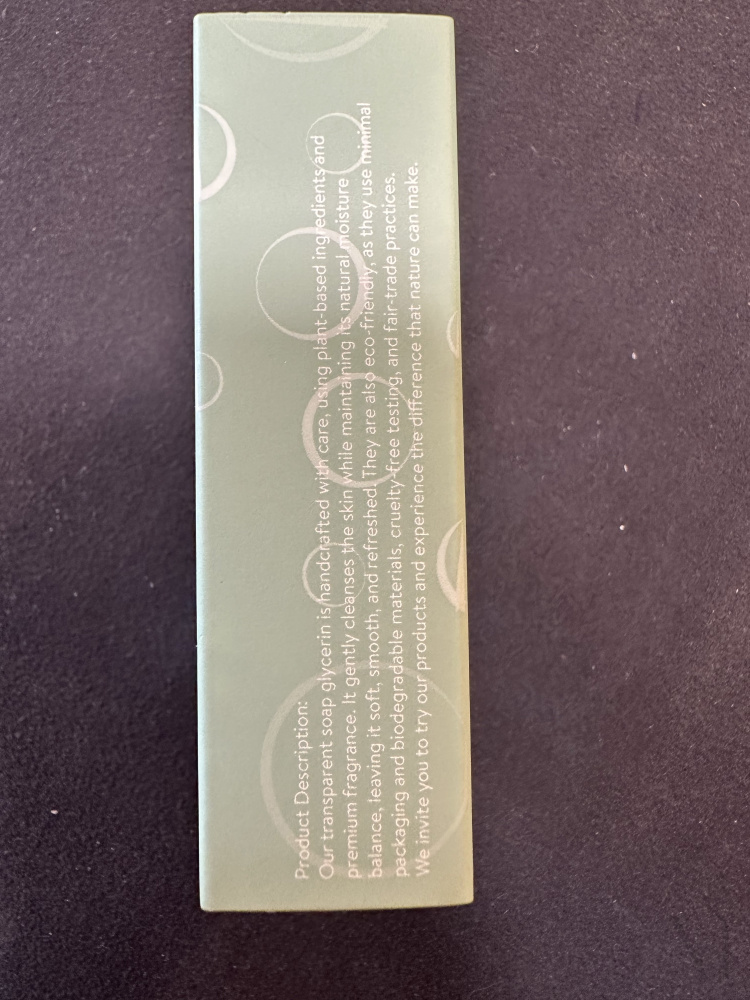 Product Description:
Our transparent soap glycerin is handcrafted with care, using plant-based ingredients and
premium fragrance. It gently cleanses the skin while maintaining its natural moisture
balance, leaving it soft, smooth, and refreshed. They are also eco-friendly, as they use minimal
packaging and biodegradable materials, cruelty-free testing, and fair-trade practices.
We invite you to try our products and experience the difference that nature can make.